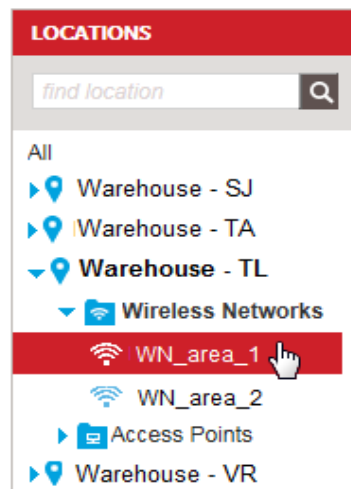 LOCATIONS
find location
All
Warehouse - SJ
Warehouse - TA
Warehouse - TL
Wireless Networks
WN_area_1
WN_area_2
Access Points
Warehouse - VR